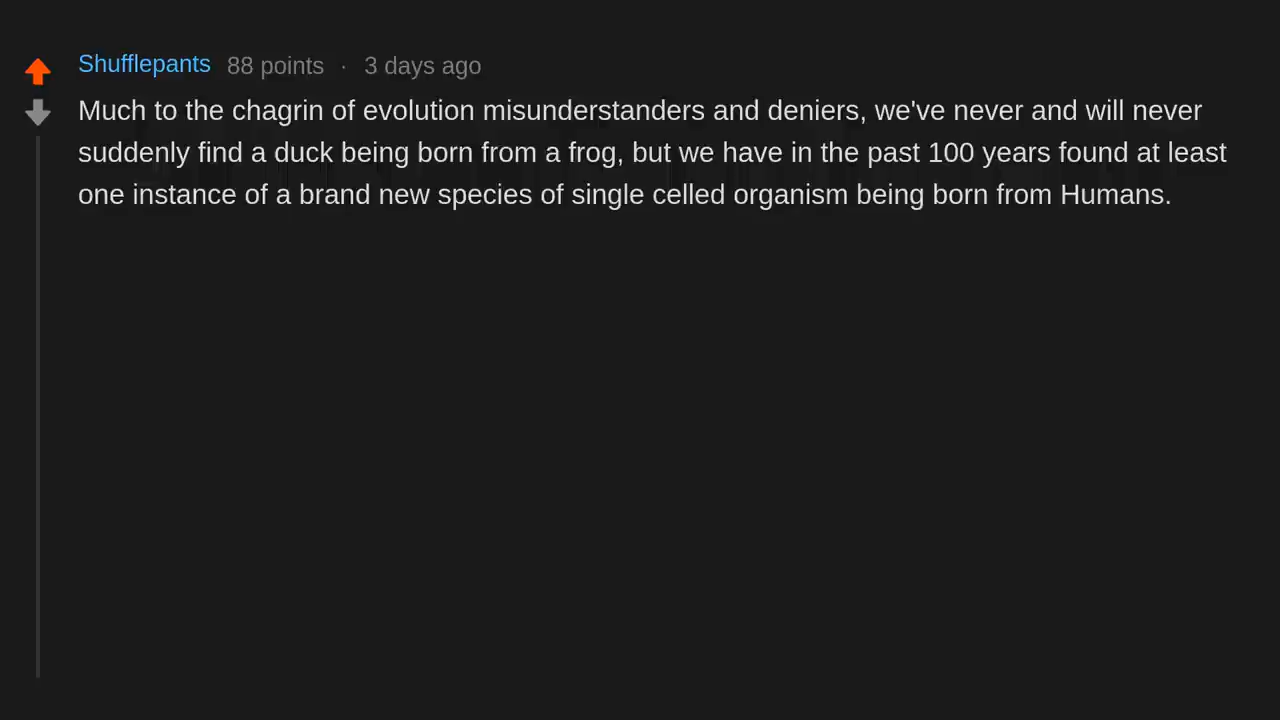 Shufflepants 88 points · 3 days ago
Much to the chagrin of evolution misunderstanders and deniers, we've never and will never
suddenly find a duck being born from a frog, but we have in the past 100 years found at least
one instance of a brand new species of single celled organism being born from Humans.